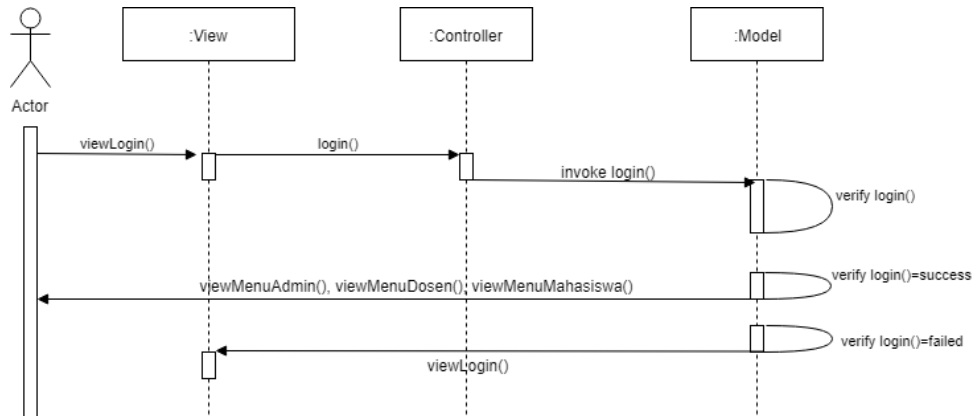 :View
:Controller
:Model
Actor
viewLogin()
login()
invoke login()
verify login()
verify login()=success
viewMenuAdmin(), viewMenuDosen(), viewMenuMahasiswa()
verify login()=failed
viewLogin()